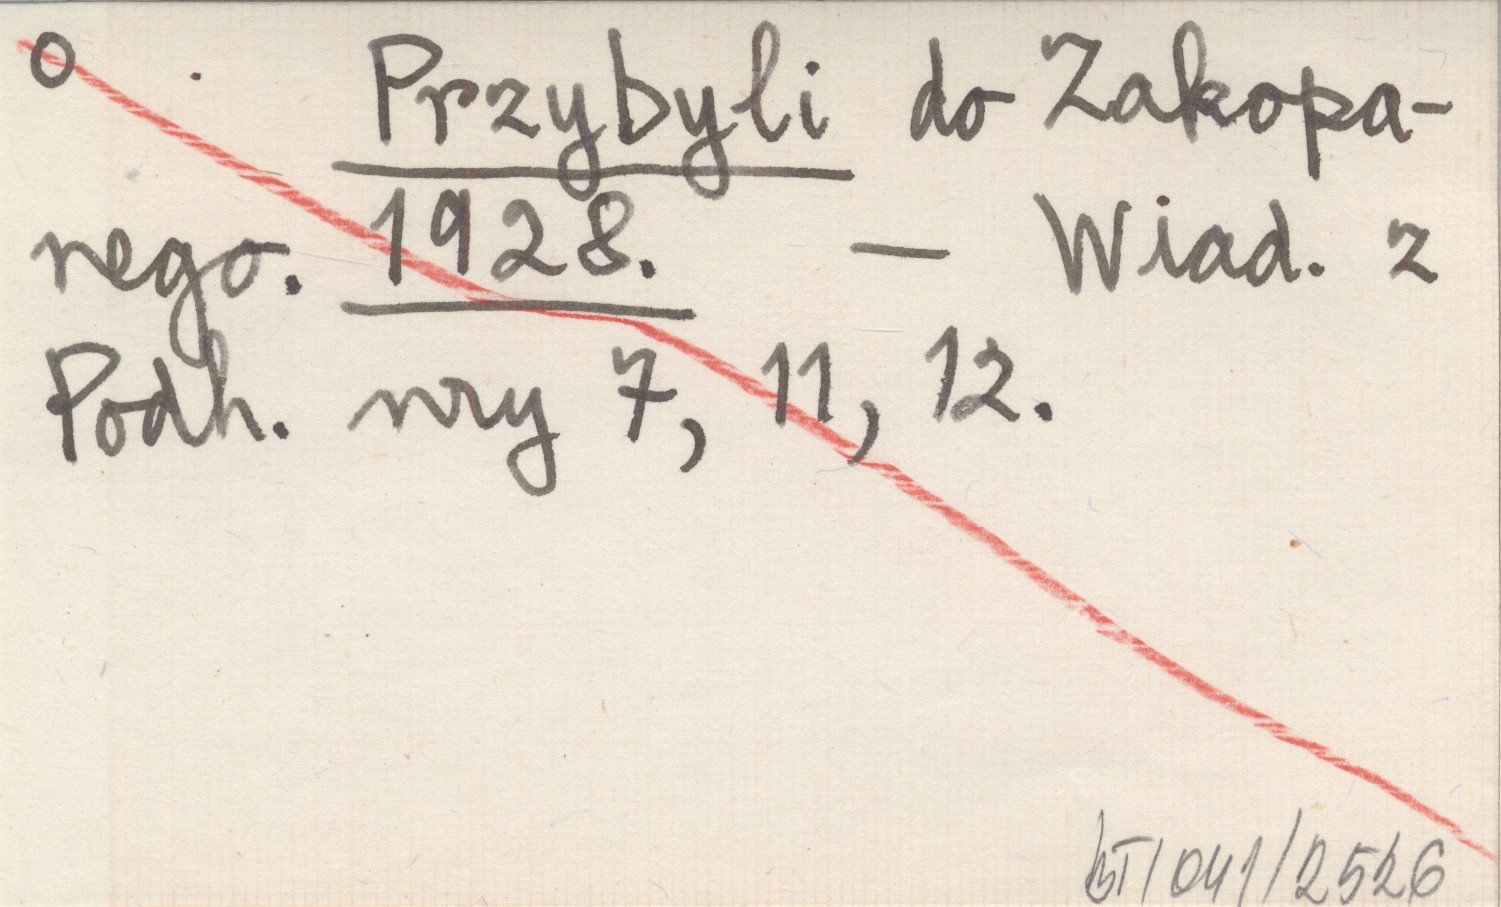 o Przybyli do Zakopa-
nego. 1928. — Wiad. z
Podh. nry 7, 11, 12.
BT/041/2526